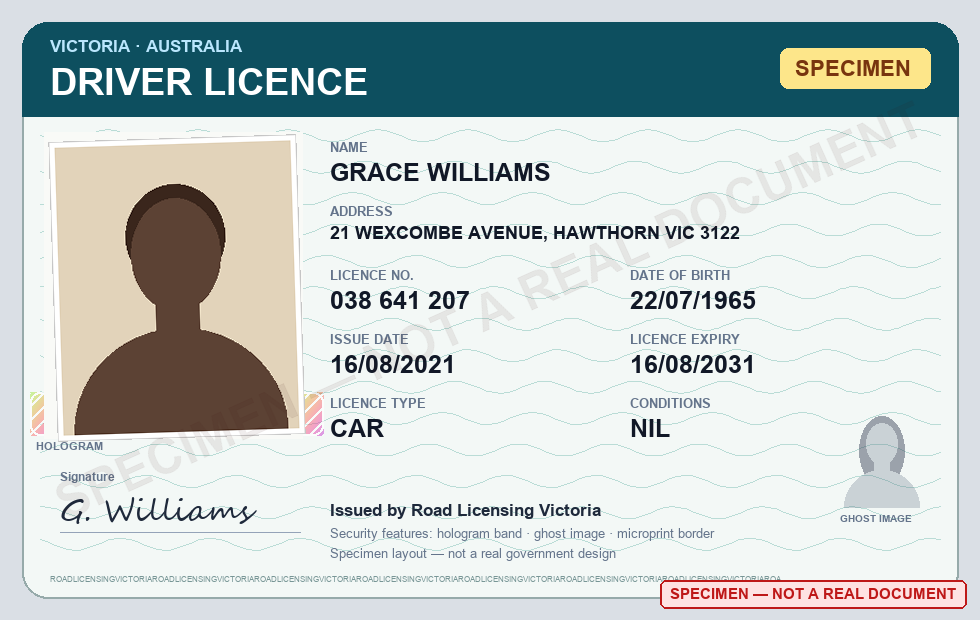 VICTORIA · AUSTRALIA
DRIVER LICENCE
SPECIMEN
NAME
GRACE WILLIAMS
ADDRESS
21 WEXCOMBE AVENUE, HAWTHORN VIC 3122
LICENCE NO.
038 641 207
DATE OF BIRTH
22/07/1965
ISSUE DATE
16/08/2021
LICENCE EXPIRY
16/08/2031
LICENCE TYPE
CAR
CONDITIONS
NIL
HOLOGRAM
Signature
G. Williams
Issued by Road Licensing Victoria
Security features: hologram band · ghost image · microprint border
Specimen layout — not a real government design
GHOST IMAGE
ROADLICENSINGVICTORIAROADLICENSINGVICTORIAROADLICENSINGVICTORIAROADLICENSINGVICTORIAROADLICENSINGVICTORIAROADLICENSINGVICTORIAROADLICENSINGVICTORIAROA
SPECIMEN — NOT A REAL DOCUMENT
SPECIMEN — NOT A REAL DOCUMENT